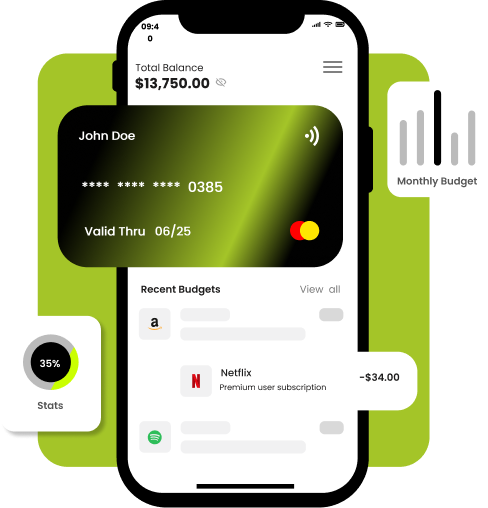 09:4
0
Total Balance
$13,750.00
John Doe
**** **** **** 0385
Valid Thru 06/25
Monthly Budget
Recent Budgets View all
a
Netflix
Premium user subscription
-$34.00
N
35%
Stats